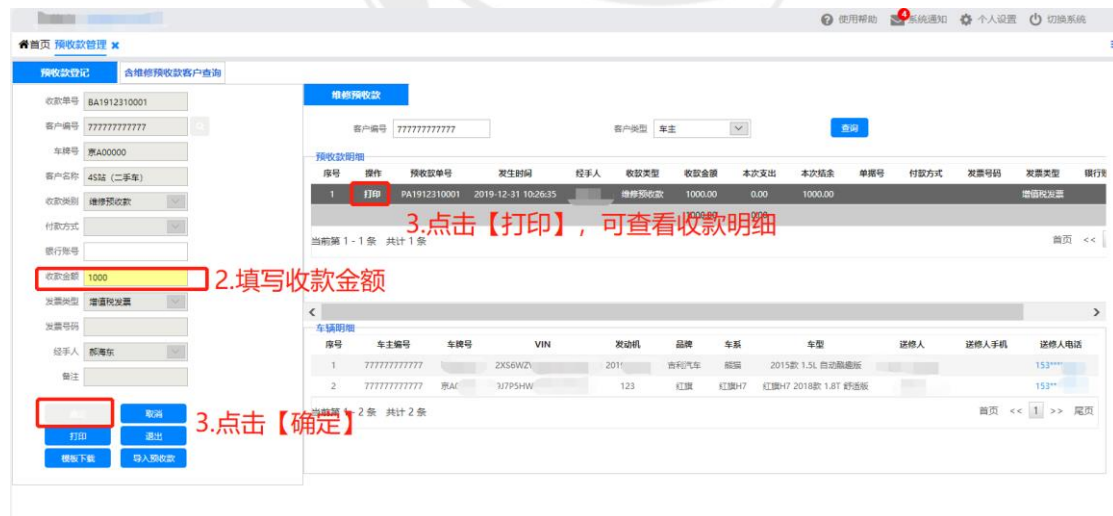 使用帮助 4 系统通知 个人设置 切换系统
首页 预收款管理 ×
预收款登记 含维修预收款客户查询
收款单号 BA1912310001
客户编号 777777777777
车牌号 京A00000
客户名称 4S站（二手车）
收款类别 维修预收款
付款方式
银行账号
收款金额 1000
2.填写收款金额
发票类型 增值税发票
发票号码
经手人 郝海东
备注
确定 取消
3.点击【确定】
打印 退出
模板下载 导入预收款
维修预收款
客户编号 777777777777 客户类型 车主 查询
预收款明细
序号 操作 预收款单号 发生时间 经手人 收款类型 收款金额 本次支出 本次结余 单据号 付款方式 发票号码 发票类型
1 打印 PA1912310001 2019-12-31 10:26:35 维修预收款 1000.00 0.00 1000.00 增值税发票
1000.00 0.00
3.点击【打印】，可查看收款明细
当前第 1 - 1 条 共计 1 条 首页 <<
车辆明细
序号 车主编号 车牌号 VIN 发动机 品牌 车系 车型 送修人 送修人手机 送修人电话
1 777777777777 吉利汽车 熊猫 2015款 1.5L 自动酷趣版 153
2 777777777777 123 红旗 红旗H7 红旗H7 2018款 1.8T 舒适版 153
当前第 1 - 2 条 共计 2 条 首页 << 1 >> 尾页